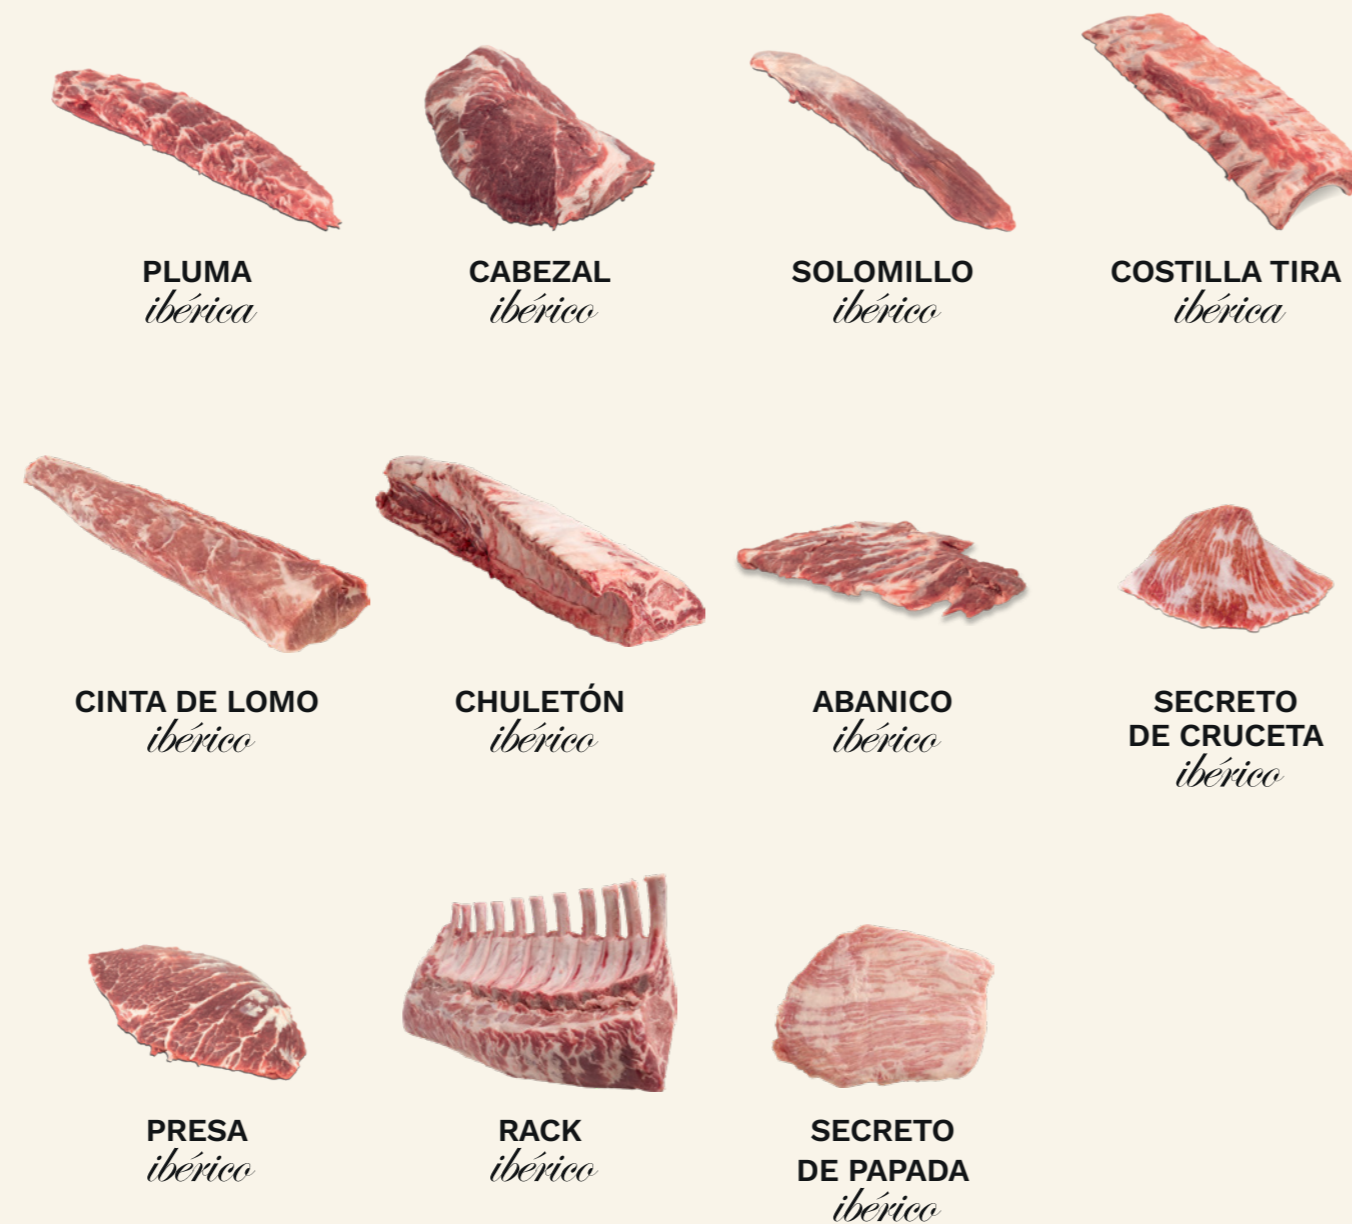 PLUMA
ibérica
CABEZAL
ibérico
SOLOMILLO
ibérico
COSTILLA TIRA
ibérica
CINTA DE LOMO
ibérico
CHULETÓN
ibérico
ABANICO
ibérico
SECRETO
DE CRUCETA
ibérico
PRESA
ibérico
RACK
ibérico
SECRETO
DE PAPADA
ibérico